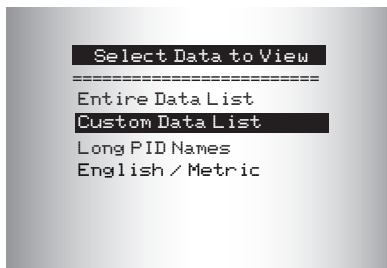 Select Data to View
=========================
Entire Data List
Custom Data List
Long PID Names
English / Metric